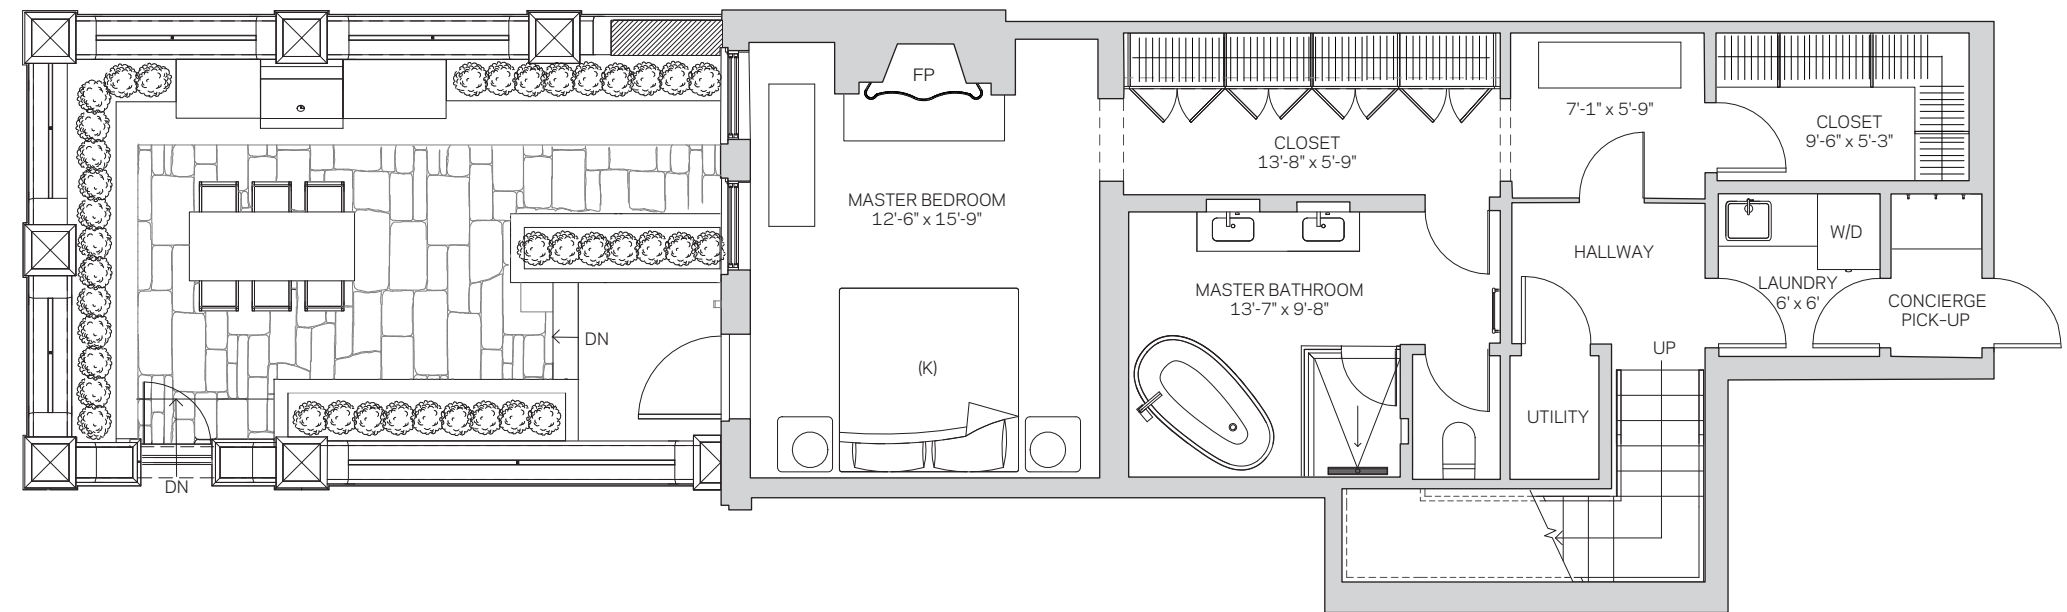 FP
7'-1" x 5'-9"
CLOSET
9'-6" x 5'-3"
CLOSET
13'-8" x 5'-9"
MASTER BEDROOM
12'-6" x 15'-9"
W/D
HALLWAY
LAUNDRY
6' x 6'
MASTER BATHROOM
13'-7" x 9'-8"
CONCIERGE
PICK-UP
DN
UP
(K)
UTILITY
DN